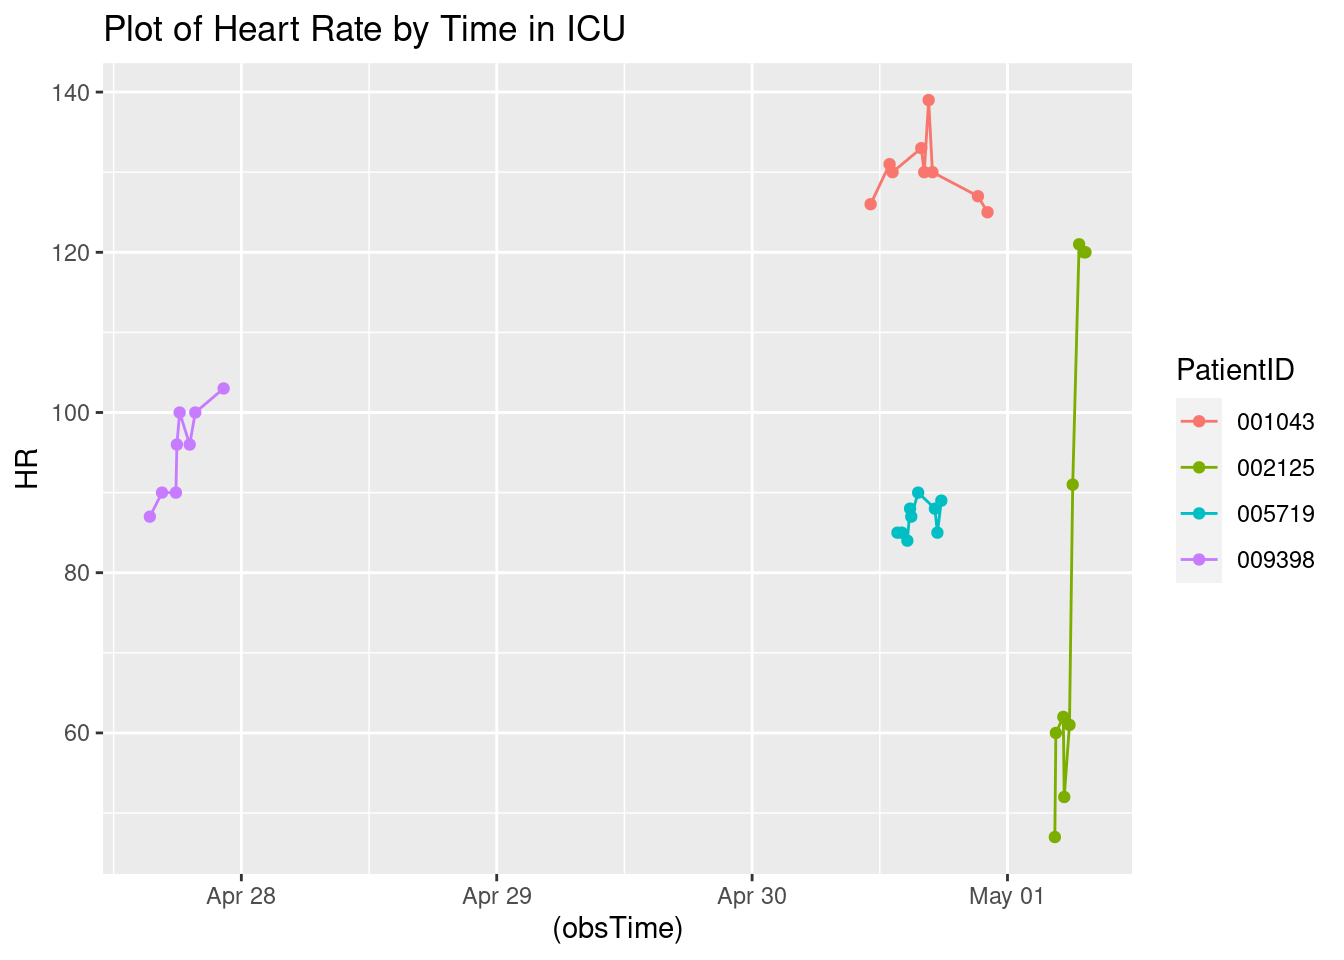 Plot of Heart Rate by Time in ICU
140
120
100
80
60
HR
Apr 28
Apr 29
Apr 30
May 01
(obsTime)
PatientID
001043
002125
005719
009398